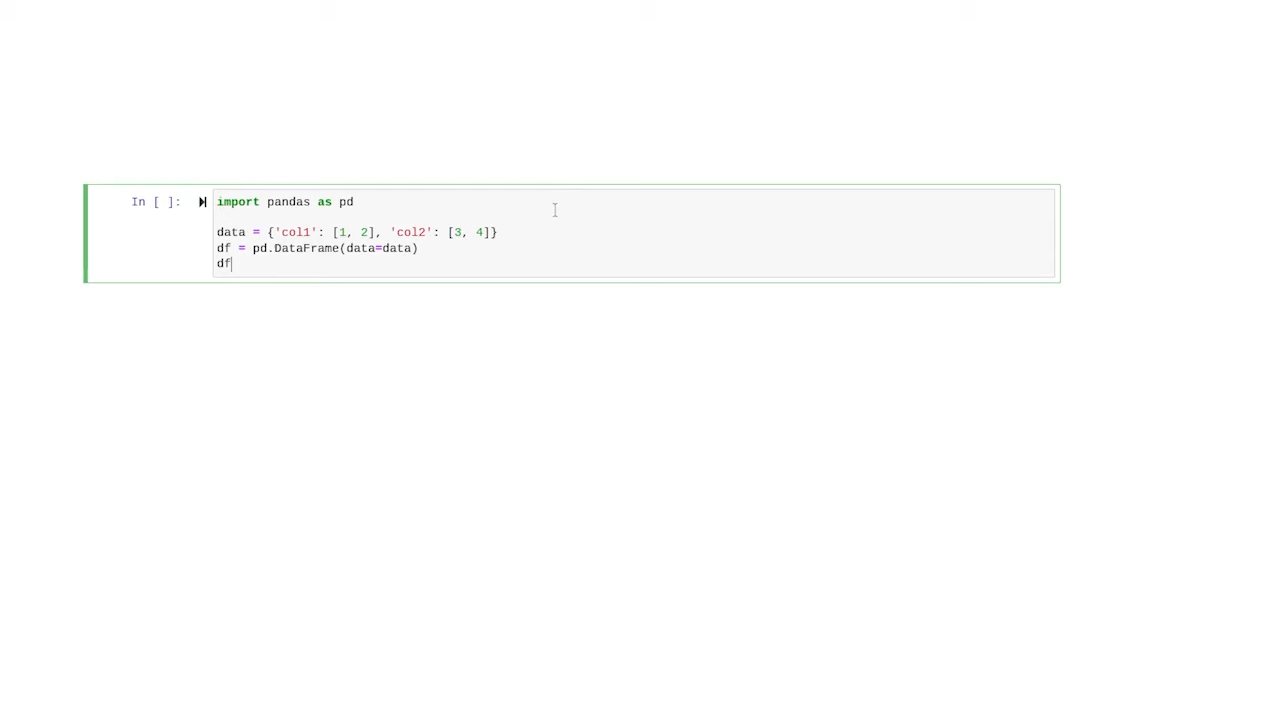 In [ ]:
import pandas as pd
data = {'col1': [1, 2], 'col2': [3, 4]}
df = pd.DataFrame(data=data)
df